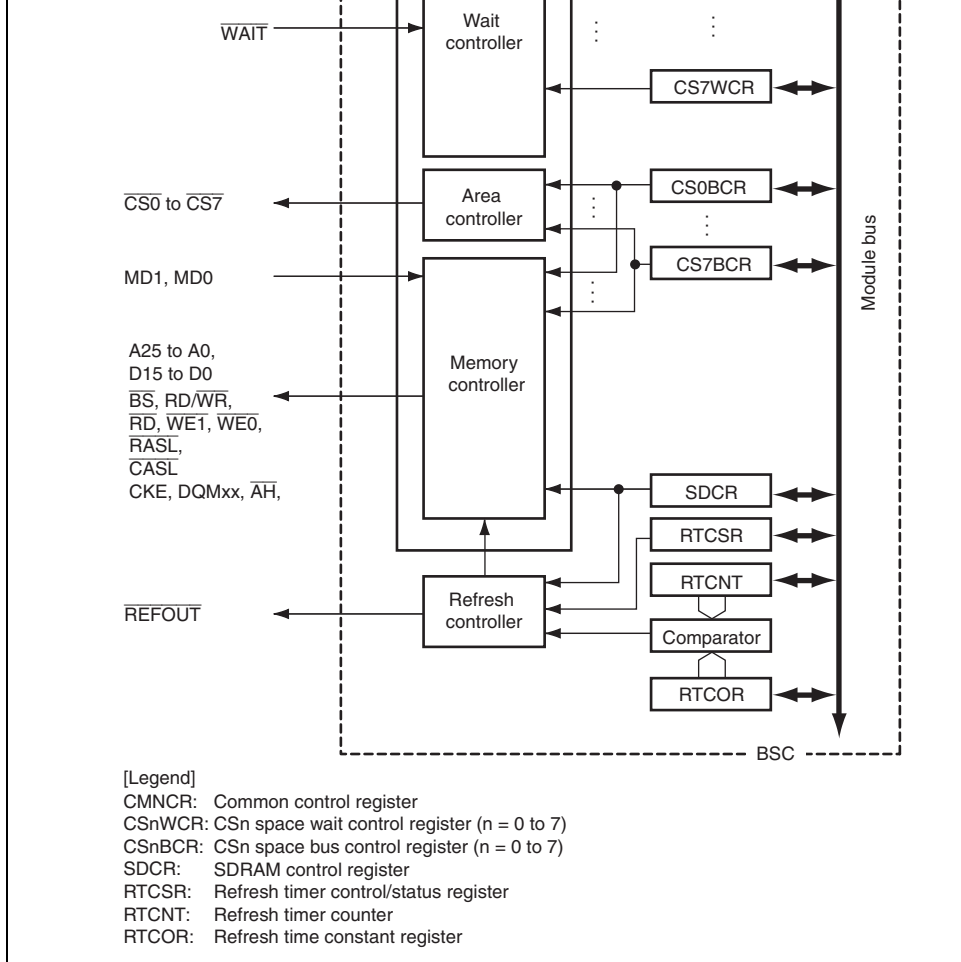 WAIT
Wait
controller
CS7WCR
CS0 to CS7
Area
controller
CS0BCR
CS7BCR
MD1, MD0
Module bus
A25 to A0,
D15 to D0
BS, RD/WR,
RD, WE1, WE0,
RASL,
CASL
CKE, DQMxx, AH,
Memory
controller
SDCR
RTCSR
RTCNT
REFOUT
Refresh
controller
Comparator
RTCOR
BSC
[Legend]
CMNCR: Common control register
CSnWCR: CSn space wait control register (n = 0 to 7)
CSnBCR: CSn space bus control register (n = 0 to 7)
SDCR: SDRAM control register
RTCSR: Refresh timer control/status register
RTCNT: Refresh timer counter
RTCOR: Refresh time constant register